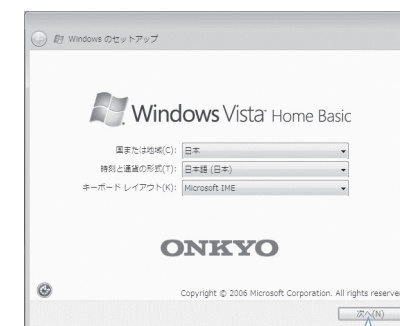 Windows のセットアップ
Windows Vista™ Home Basic
国または地域(C): 日本
時刻と通貨の形式(T): 日本語 (日本)
キーボード レイアウト(K): Microsoft IME
ONKYO
Copyright © 2006 Microsoft Corporation. All rights reserve
次へ(N)